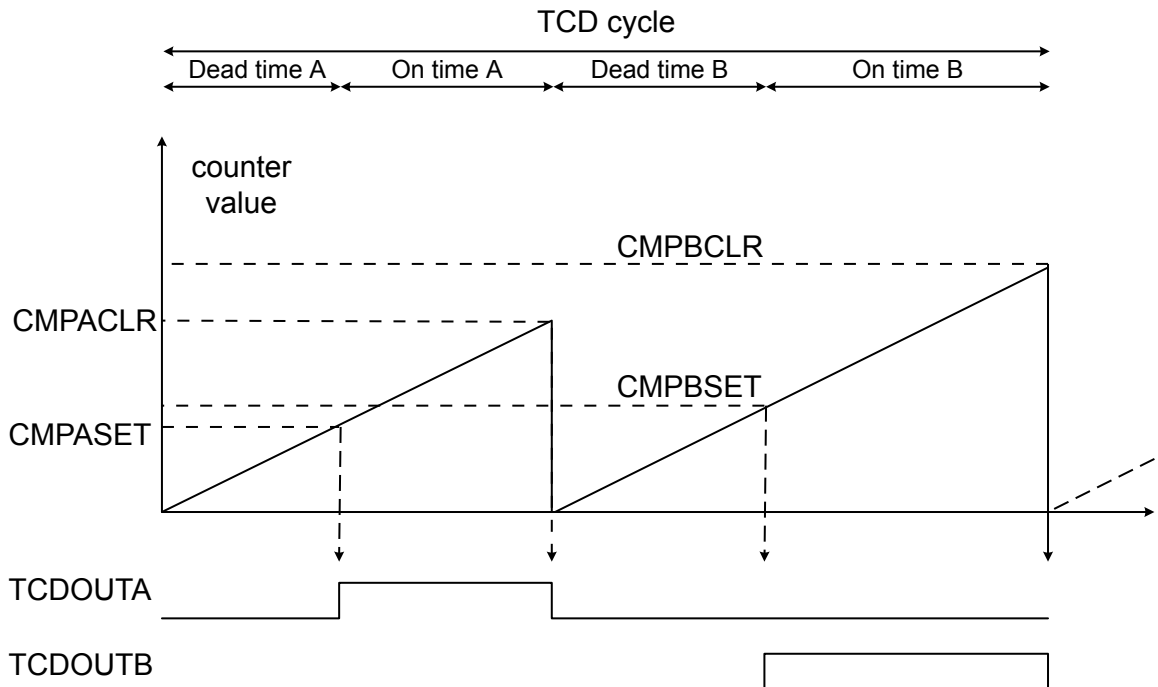 TCD cycle
Dead time A
On time A
Dead time B
On time B
counter
value
CMPBCLR
CMPACLR
CMPBSET
CMPASET
TCDOUTA
TCDOUTB